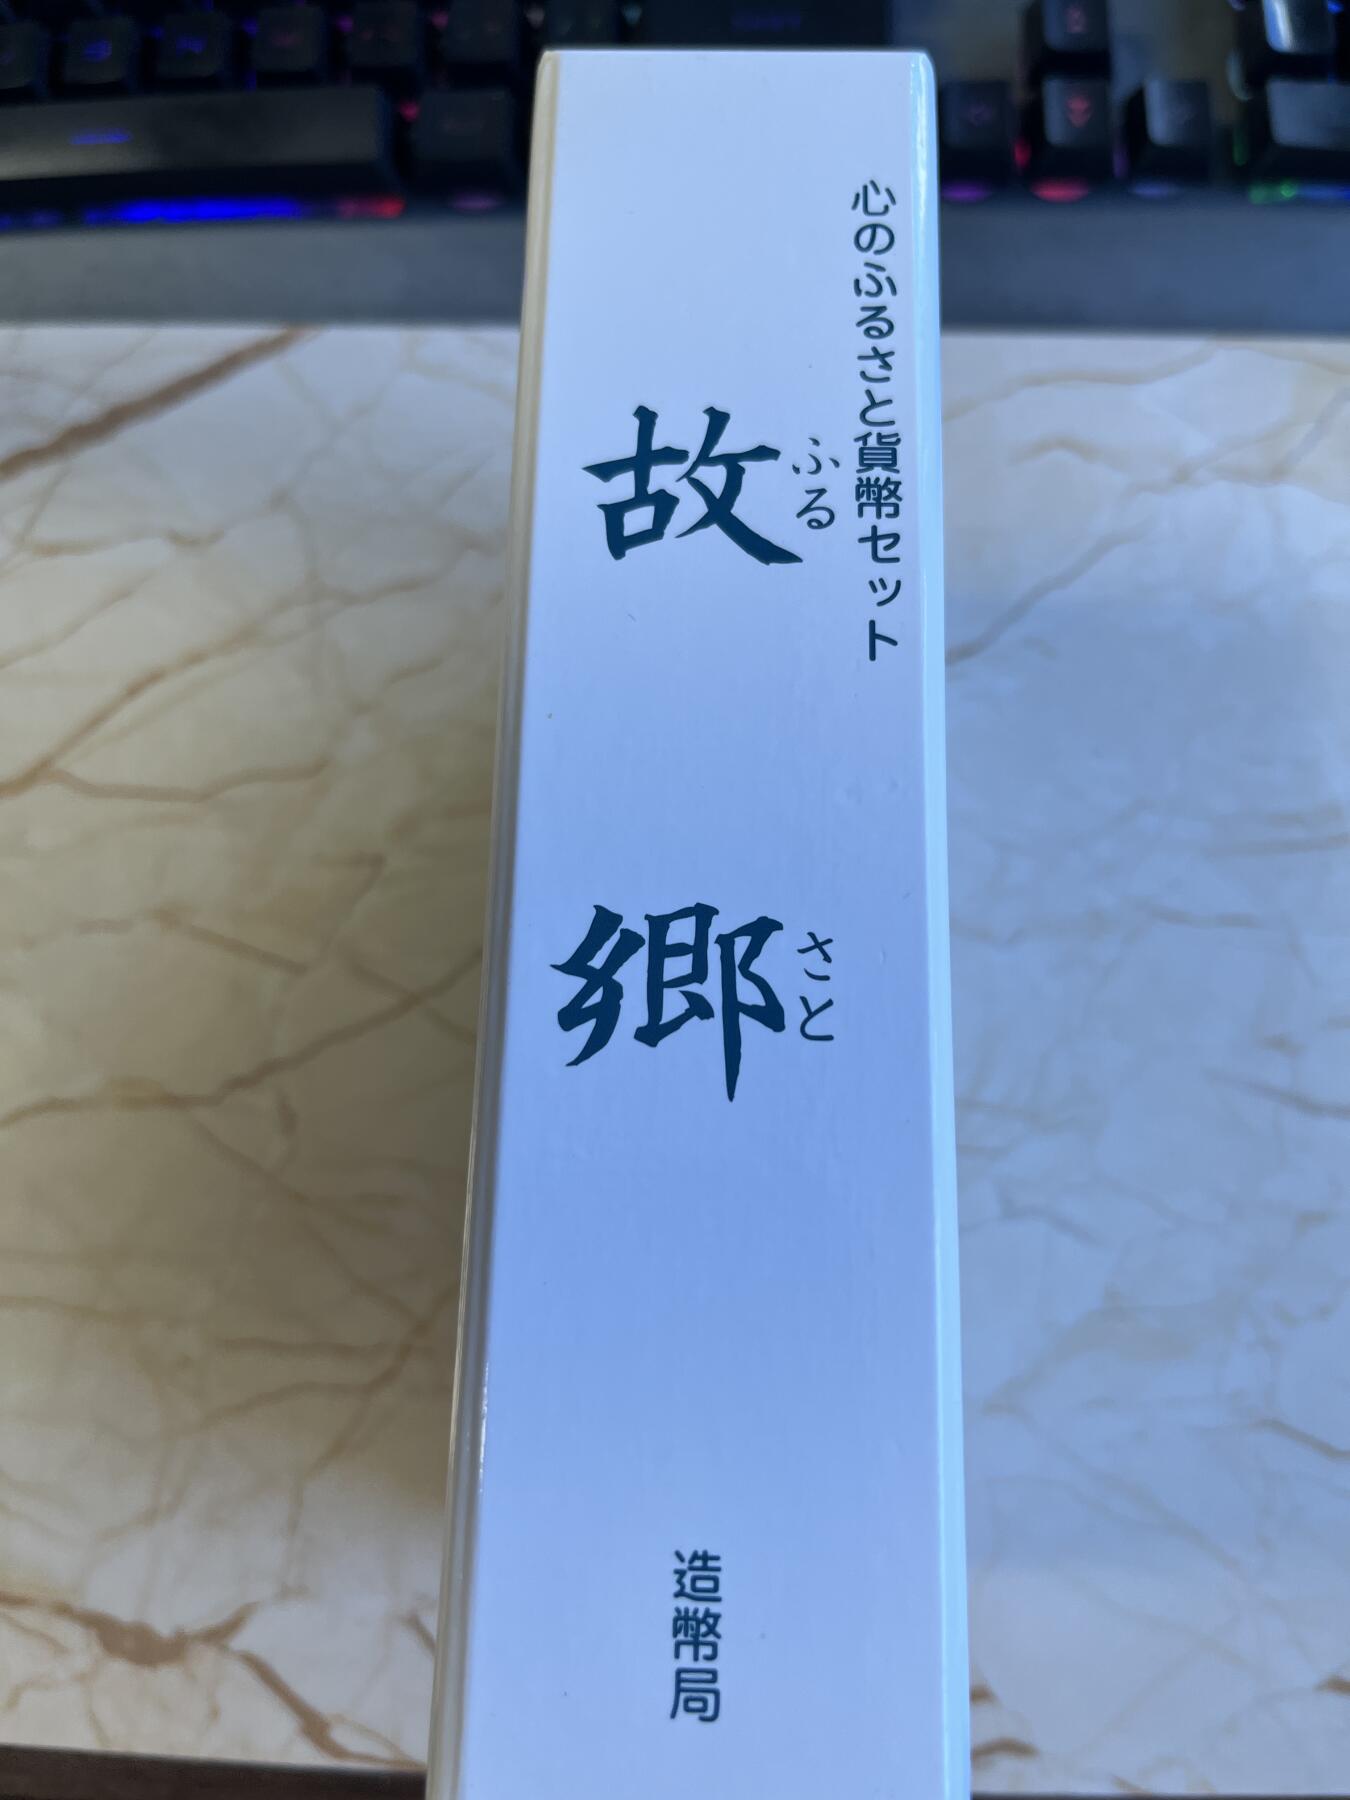 心のふるさと貨幣セット
ふるさと
故郷
造幣局